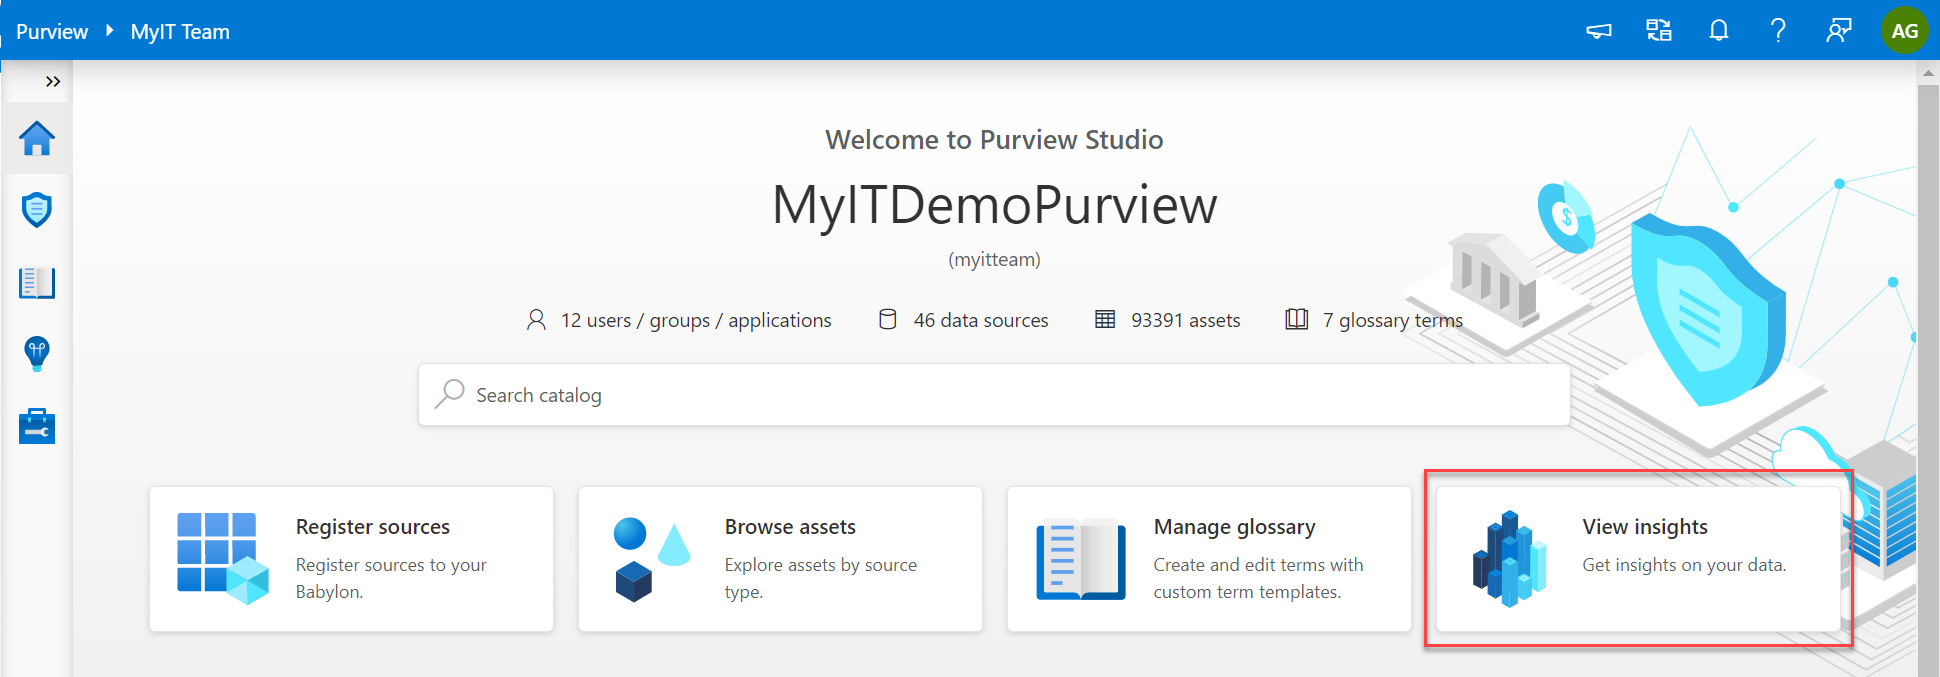 Purview MyIT Team
AG
Welcome to Purview Studio
MyITDemoPurview
(myitteam)
12 users / groups / applications 46 data sources 93391 assets 7 glossary terms
Search catalog
Register sources
Register sources to your
Babylon.
Browse assets
Explore assets by source
type.
Manage glossary
Create and edit terms with
custom term templates.
View insights
Get insights on your data.